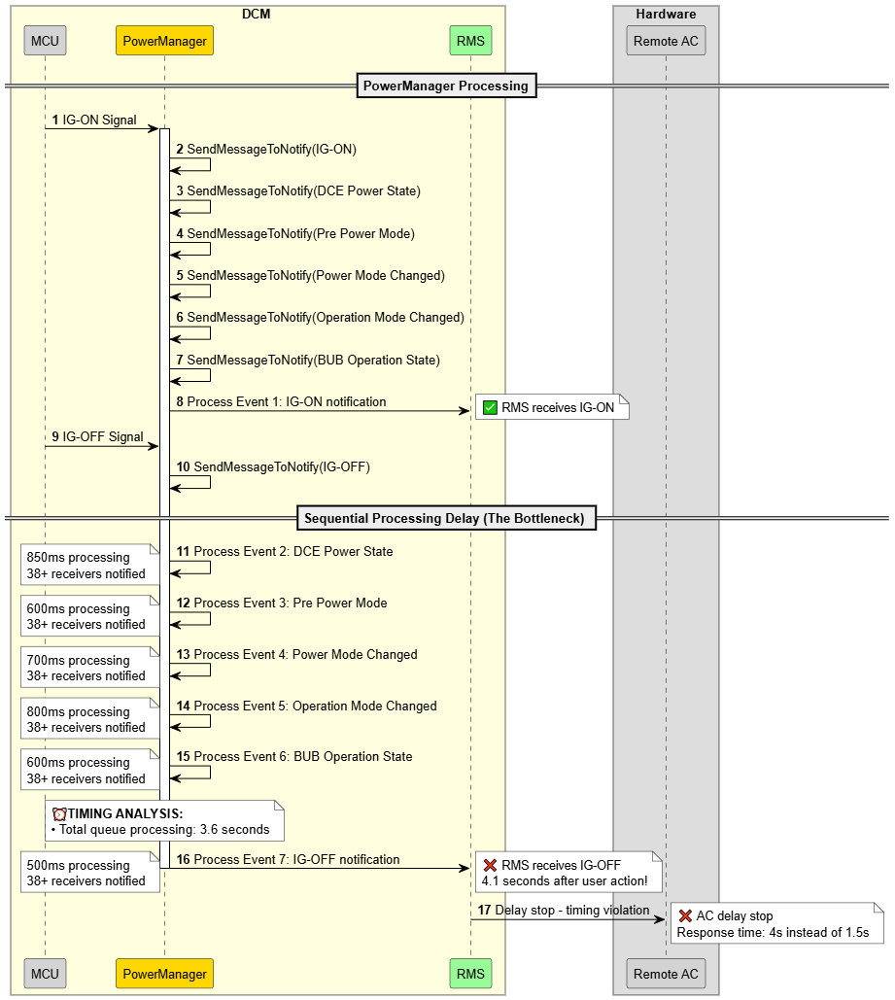 DCM
Hardware
MCU
PowerManager
RMS
Remote AC
PowerManager Processing
1 IG-ON Signal
2 SendMessageToNotify(IG-ON)
3 SendMessageToNotify(DCE Power State)
4 SendMessageToNotify(Pre Power Mode)
5 SendMessageToNotify(Power Mode Changed)
6 SendMessageToNotify(Operation Mode Changed)
7 SendMessageToNotify(BUB Operation State)
8 Process Event 1: IG-ON notification
✅ RMS receives IG-ON
9 IG-OFF Signal
10 SendMessageToNotify(IG-OFF)
Sequential Processing Delay (The Bottleneck)
11 Process Event 2: DCE Power State
850ms processing
38+ receivers notified
12 Process Event 3: Pre Power Mode
600ms processing
38+ receivers notified
13 Process Event 4: Power Mode Changed
700ms processing
38+ receivers notified
14 Process Event 5: Operation Mode Changed
800ms processing
38+ receivers notified
15 Process Event 6: BUB Operation State
600ms processing
38+ receivers notified
⏰TIMING ANALYSIS:
• Total queue processing: 3.6 seconds
16 Process Event 7: IG-OFF notification
500ms processing
38+ receivers notified
❌ RMS receives IG-OFF
4.1 seconds after user action!
17 Delay stop - timing violation
❌ AC delay stop
Response time: 4s instead of 1.5s
MCU
PowerManager
RMS
Remote AC